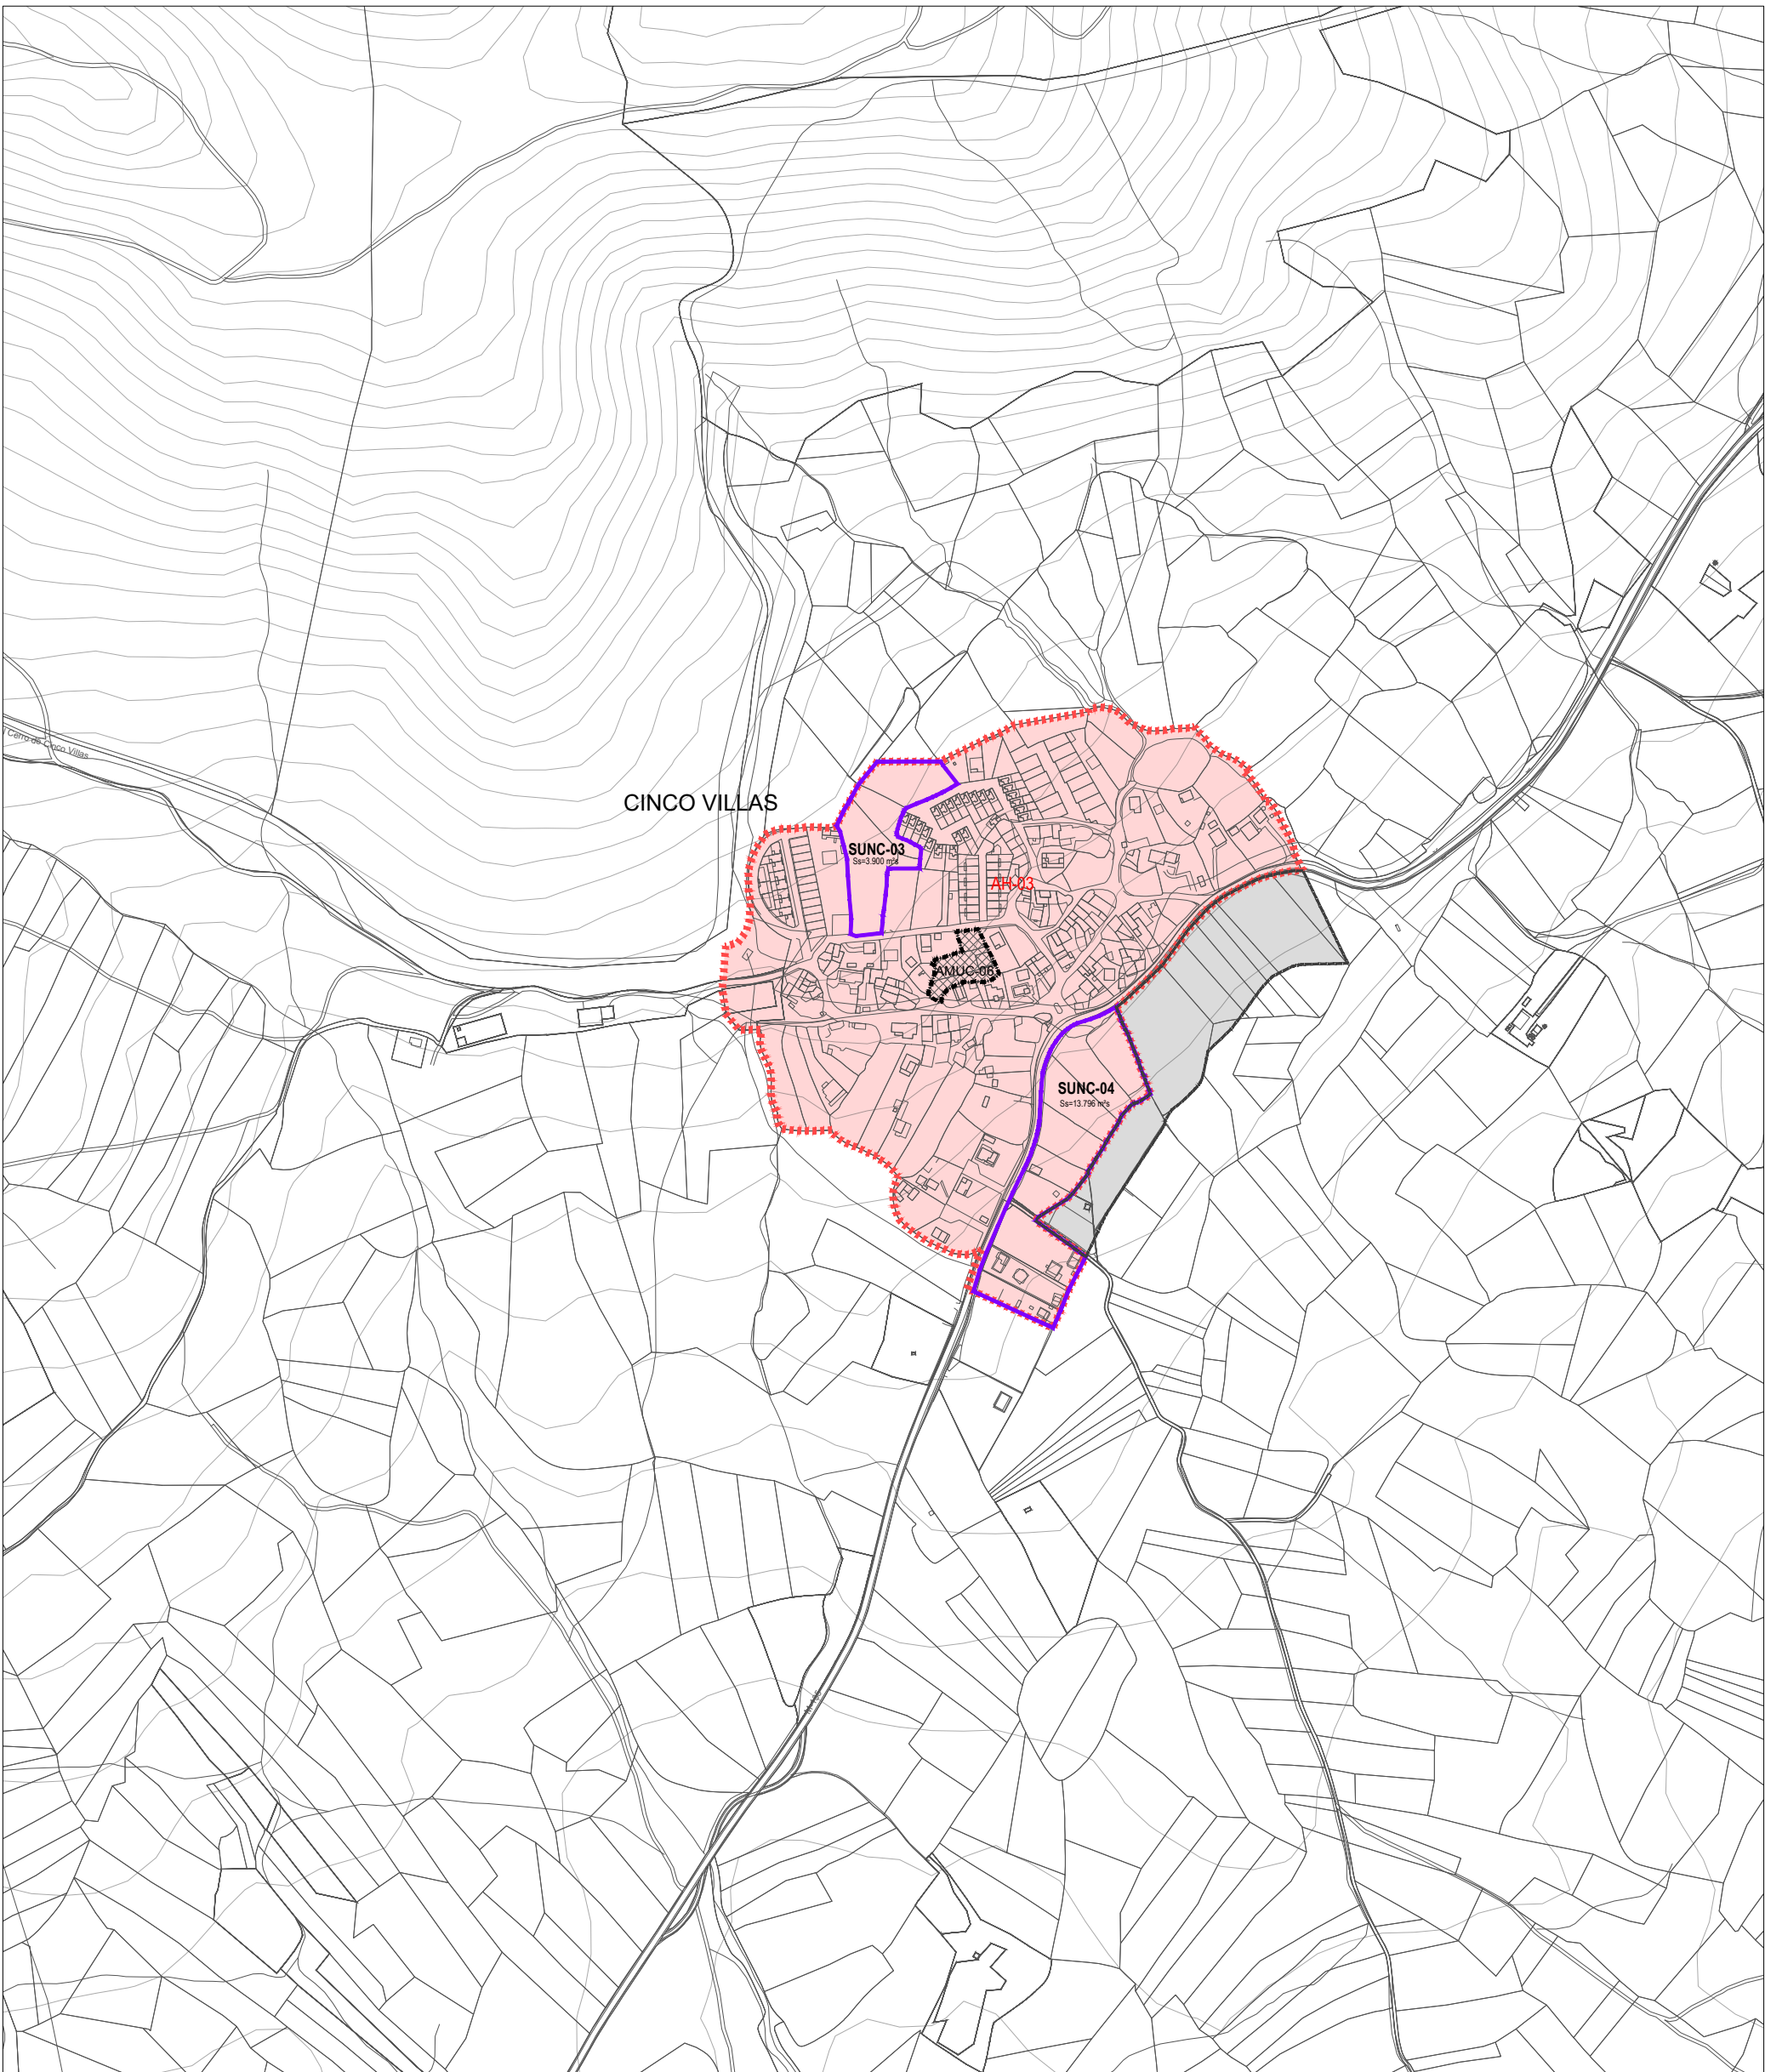 l Cerro de Cinco Villas
CINCO VILLAS
SUNC-03
Ss=3.900 m²s
AH-03
AMUC-06
SUNC-04
Ss=13.796 m²s